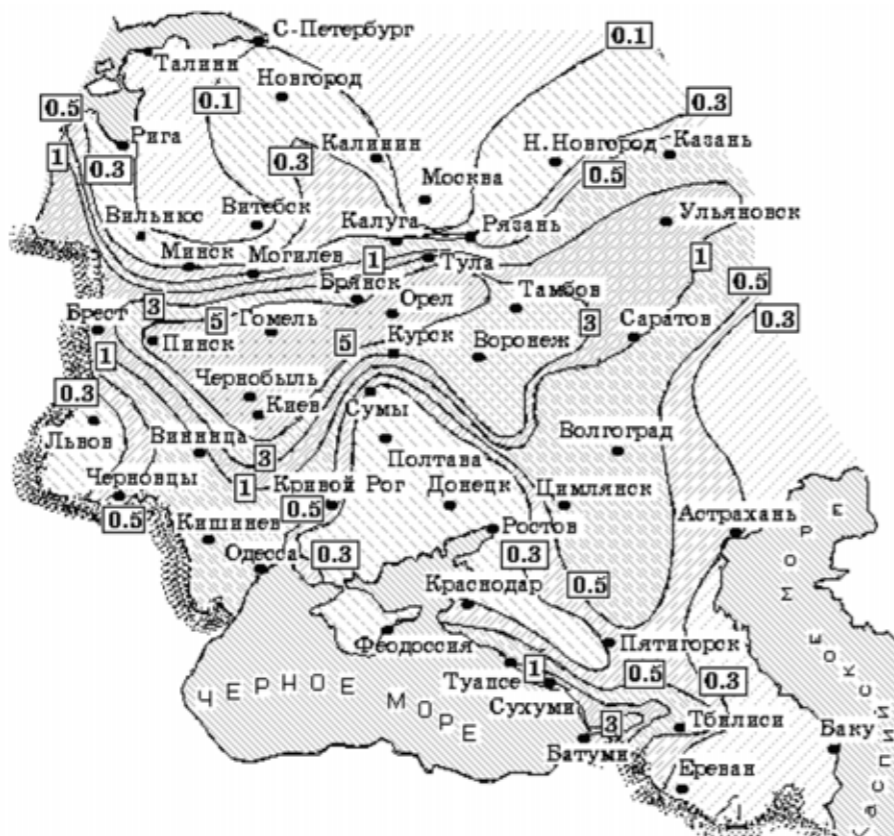 С-Петербург
Талинн
0.1
Новгород
0.1
0.5
0.3
Рига
Калинин
0.3
Н.Новгород
Казань
1
0.3
0.5
Москва
Вильнюс
Витебск
Калуга
Рязань
Ульяновск
Минск
Могилев
1
Тула
1
0.5
Брянск
3
Орел
Тамбов
Брест
5
Гомель
3
Саратов
0.3
Пинск
5
Курск
Воронеж
1
Чернобыль
0.3
Киев
Сумы
Львов
Винница
3
Полтава
Волгоград
Черновцы
1
Кривой Рог
Донецк
Цимлянск
0.5
0.5
Кишинев
Ростов
Астрахань
Одесса
0.3
0.3
Краснодар
0.5
Феодоссия
Пятигорск
1
0.5
0.3
Туапсе
Сухуми
3
Тбилиси
Баку
Батуми
Ереван
ЧЕРНОЕ МОРЕ
КАСПИЙСКОЕ МОРЕ